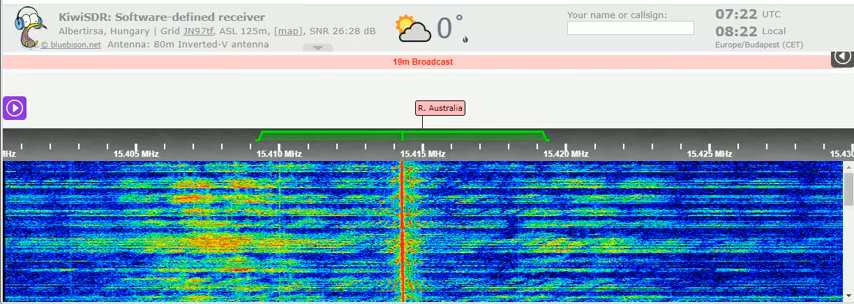 KiwiSDR: Software-defined receiver
Albertirsa, Hungary | Grid JN97tf, ASL 125m, [map], SNR 26:28 dB
© bluebison.net Antenna: 80m Inverted-V antenna
0°
Your name or callsign:
07:22 UTC
08:22 Local
Europe/Budapest (CET)
19m Broadcast
R. Australia
MHz 15.405 MHz 15.410 MHz 15.415 MHz 15.420 MHz 15.425 MHz 15.430